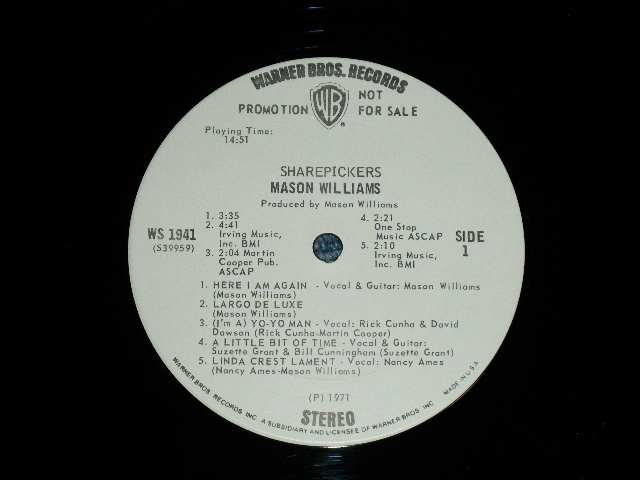 WARNER BROS. RECORDS
PROMOTION NOT FOR SALE
WB
®
Playing Time:
14:51
SHAREPICKERS
MASON WILLIAMS
Produced by Mason Williams
WS 1941
(S39959)
1. 3:35
2. 4:41
Irving Music,
Inc. BMI
3. 2:04 Martin
Cooper Pub.
ASCAP
4. 2:21
One Stop
Music ASCAP
5. 2:10
Irving Music,
Inc. BMI
SIDE
1
1. HERE I AM AGAIN - Vocal & Guitar: Mason Williams
(Mason Williams)
2. LARGO DE LUXE
(Mason Williams)
3. (I'm A) YO-YO MAN - Vocal: Rick Cunha & David
Dawson (Rick Cunha-Martin Cooper)
4. A LITTLE BIT OF TIME - Vocal & Guitar:
Suzette Grant & Bill Cunningham (Suzette Grant)
5. LINDA CREST LAMENT - Vocal: Nancy Ames
(Nancy Ames-Mason Williams)
(P) 1971
STEREO
WARNER BROS. RECORDS INC. A SUBSIDIARY AND LICENSEE OF WARNER BROS. INC. MADE IN U.S.A.